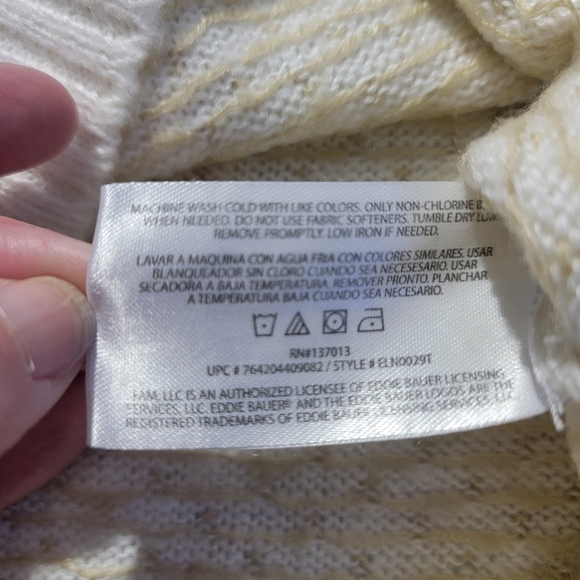 MACHINE WASH COLD WITH LIKE COLORS. ONLY NON-CHLORINE B
WHEN NEEDED. DO NOT USE FABRIC SOFTENERS. TUMBLE DRY LOW.
REMOVE PROMPTLY. LOW IRON IF NEEDED.
LAVAR A MAQUINA CON AGUA FRIA CON COLORES SIMILARES. USAR
BLANQUEADOR SIN CLORO CUANDO SEA NECESESARIO. USAR
SECADORA A BAJA TEMPERATURA. REMOVER PRONTO. PLANCHAR
A TEMPERATURA BAJA CUANDO SEA NECESARIO.
RN#137013
UPC # 764204409082 / STYLE # ELN0029T
FAM, LLC IS AN AUTHORIZED LICENSEE OF EDDIE BAUER LICENSING
SERVICES, LLC. EDDIE BAUER® AND THE EDDIE BAUER LOGOS ARE THE
REGISTERED TRADEMARKS OF EDDIE BAUER LICENSING SERVICES, LLC